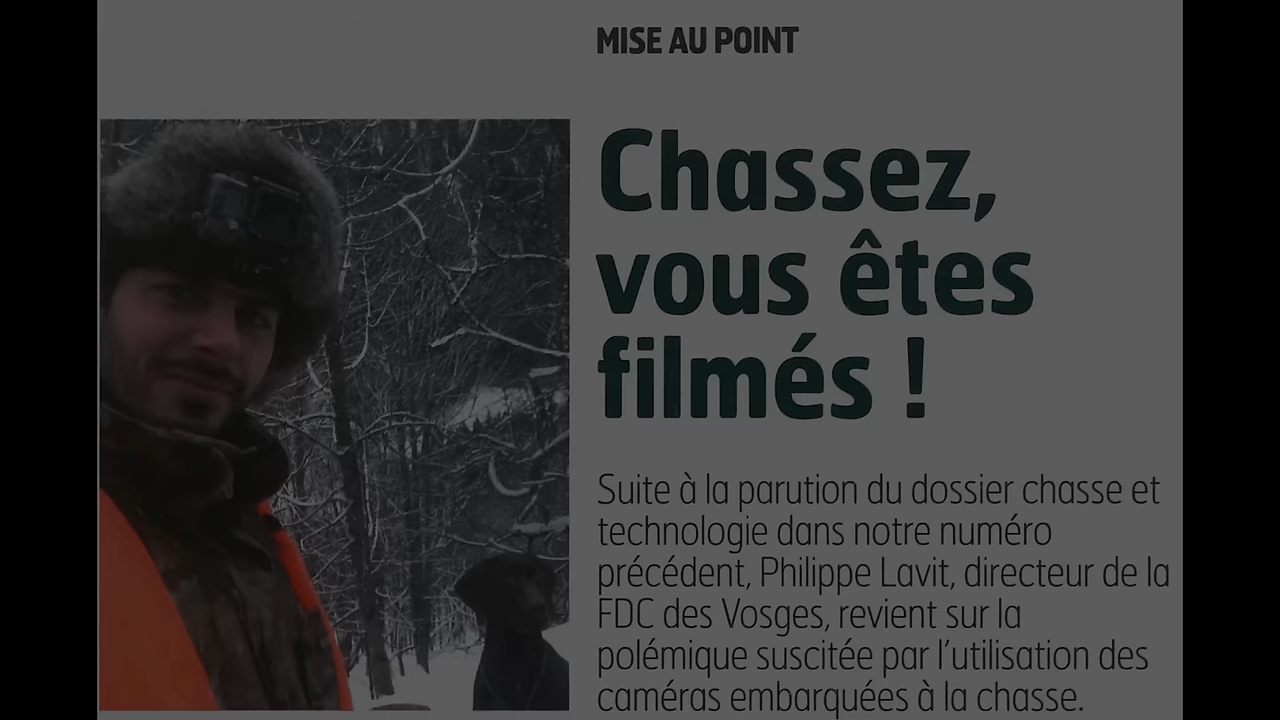 MISE AU POINT
Chassez,
vous êtes
filmés !
Suite à la parution du dossier chasse et
technologie dans notre numéro
précédent, Philippe Lavit, directeur de la
FDC des Vosges, revient sur la
polémique suscitée par l'utilisation des
caméras embarquées à la chasse.